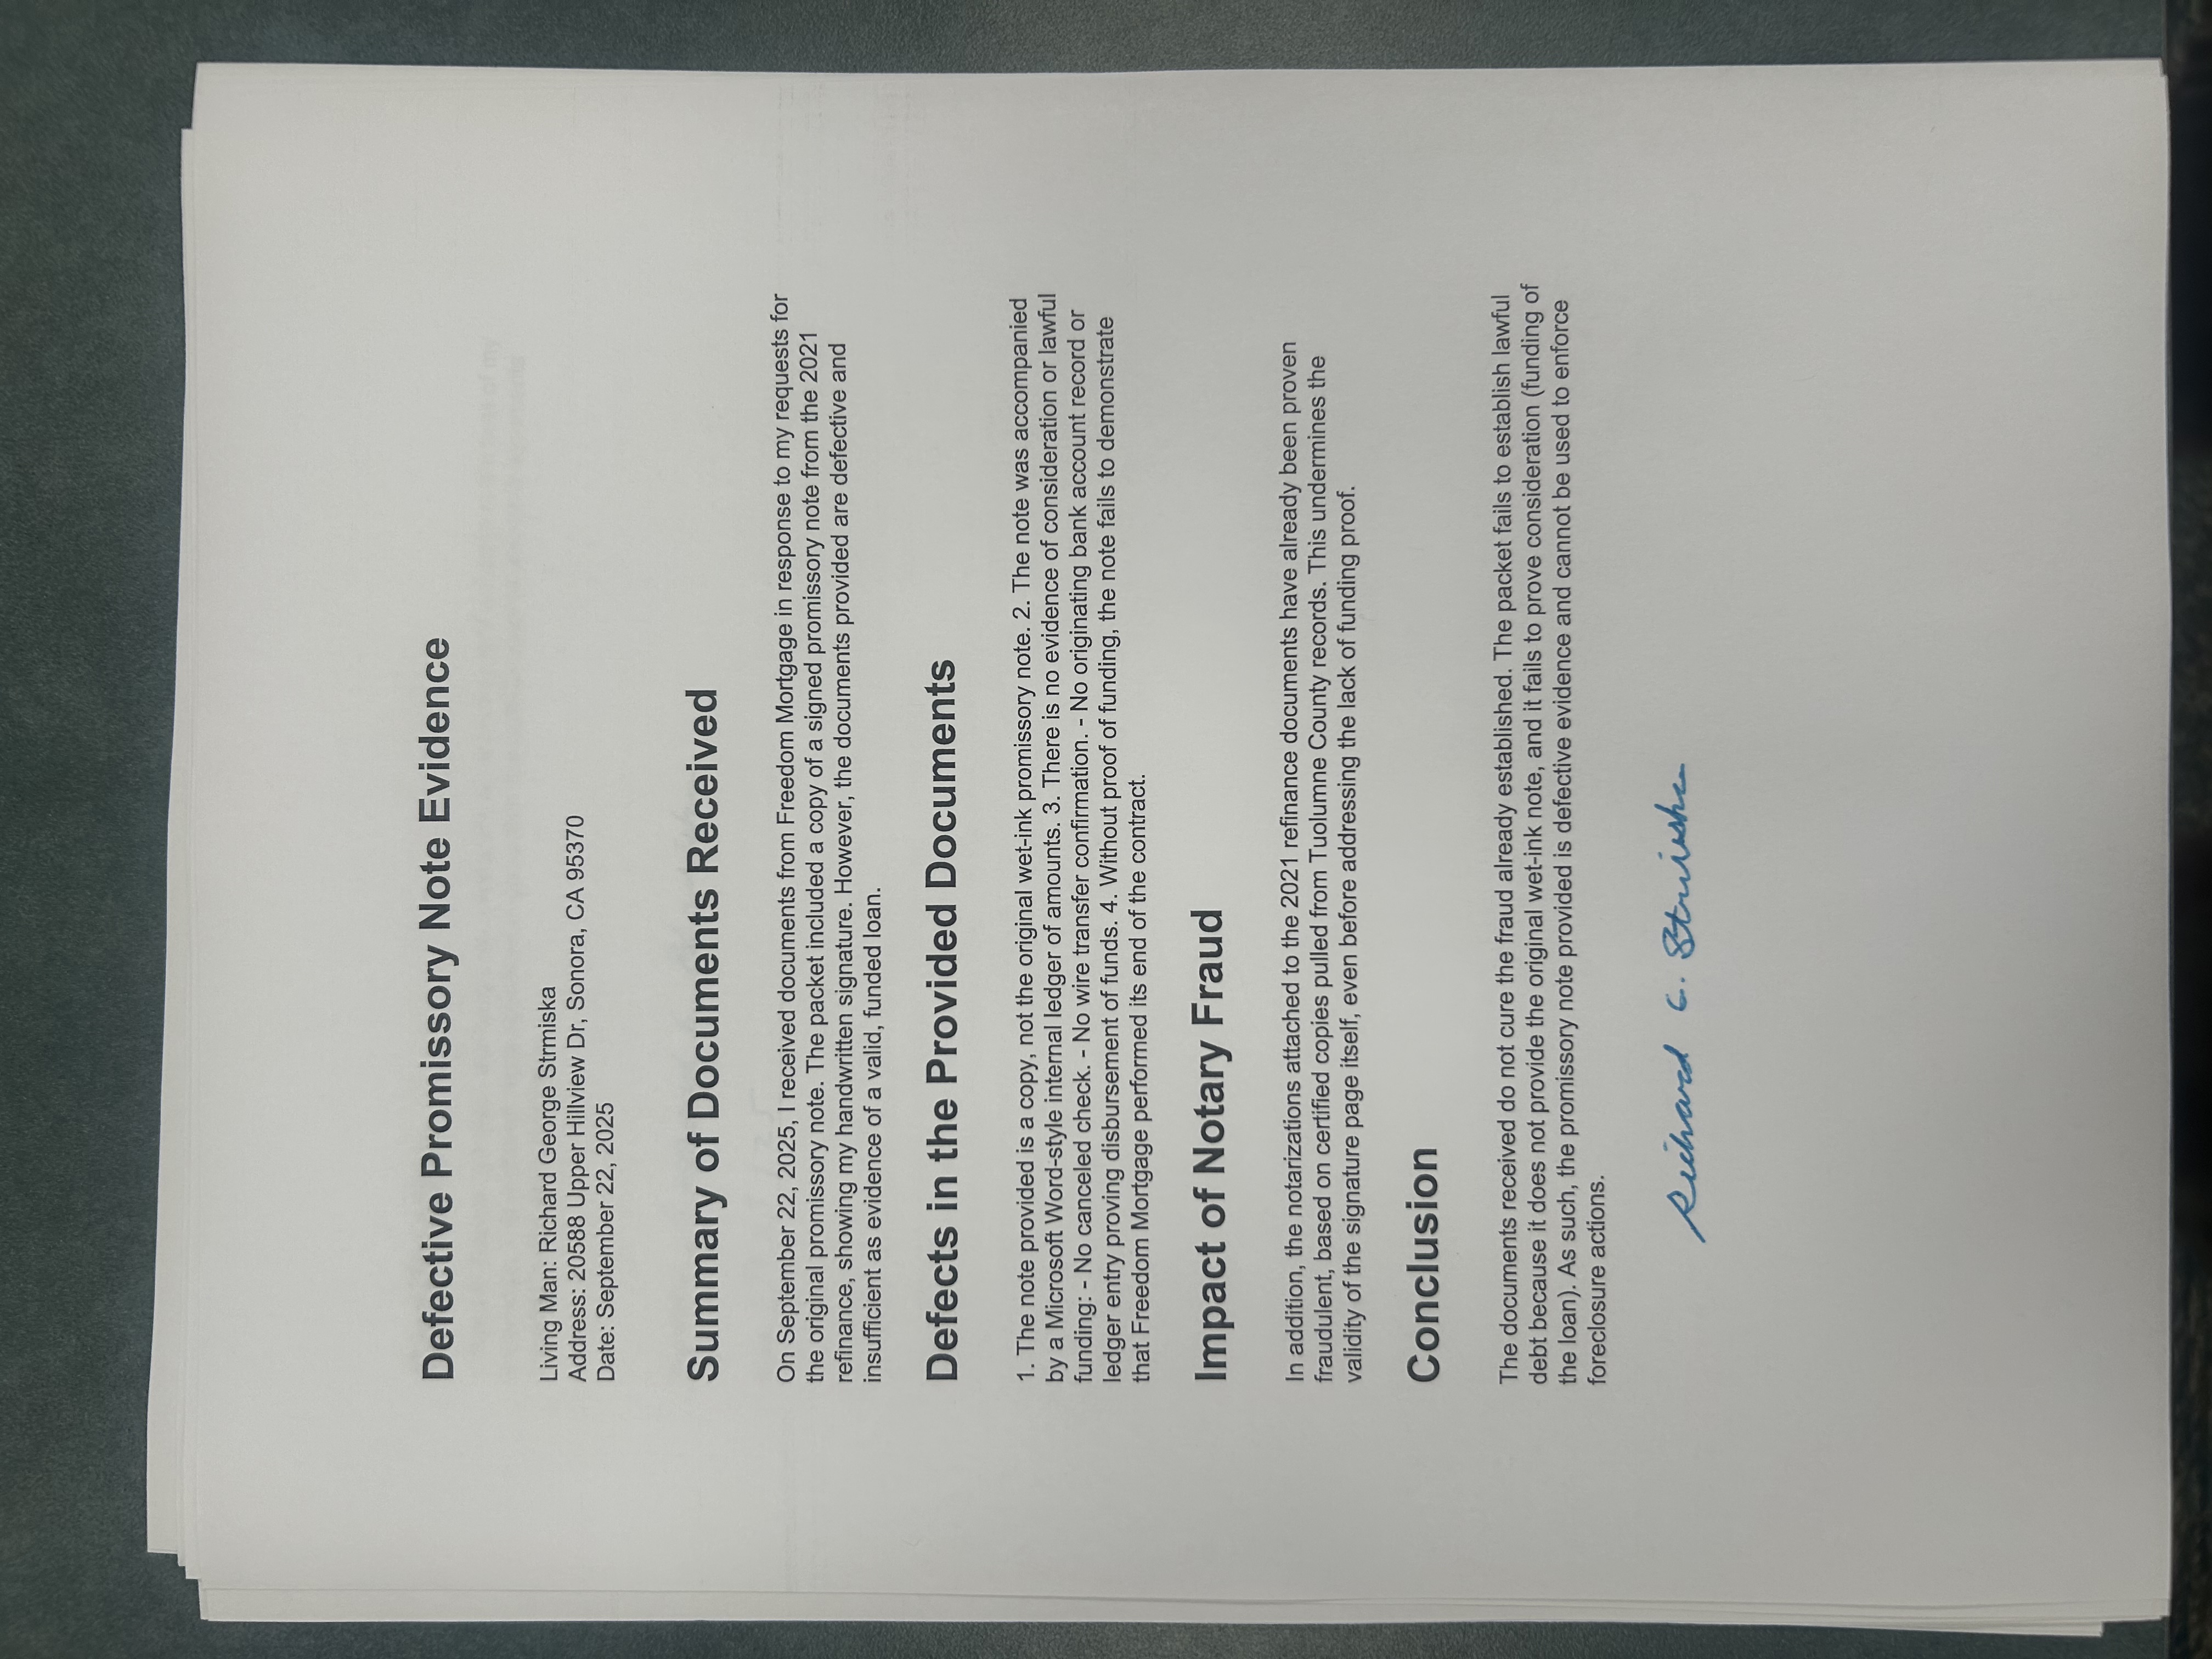 Defective Promissory Note Evidence
Living Man: Richard George Strmiska
Address: 20588 Upper Hillview Dr, Sonora, CA 95370
Date: September 22, 2025
Summary of Documents Received
On September 22, 2025, I received documents from Freedom Mortgage in response to my requests for
the original promissory note. The packet included a copy of a signed promissory note from the 2021
refinance, showing my handwritten signature. However, the documents provided are defective and
insufficient as evidence of a valid, funded loan.
Defects in the Provided Documents
1. The note provided is a copy, not the original wet-ink promissory note. 2. The note was accompanied
by a Microsoft Word-style internal ledger of amounts. 3. There is no evidence of consideration or lawful
funding: - No canceled check. - No wire transfer confirmation. - No originating bank account record or
ledger entry proving disbursement of funds. 4. Without proof of funding, the note fails to demonstrate
that Freedom Mortgage performed its end of the contract.
Impact of Notary Fraud
In addition, the notarizations attached to the 2021 refinance documents have already been proven
fraudulent, based on certified copies pulled from Tuolumne County records. This undermines the
validity of the signature page itself, even before addressing the lack of funding proof.
Conclusion
The documents received do not cure the fraud already established. The packet fails to establish lawful
debt because it does not provide the original wet-ink note, and it fails to prove consideration (funding of
the loan). As such, the promissory note provided is defective evidence and cannot be used to enforce
foreclosure actions.
Richard G. Strmiska